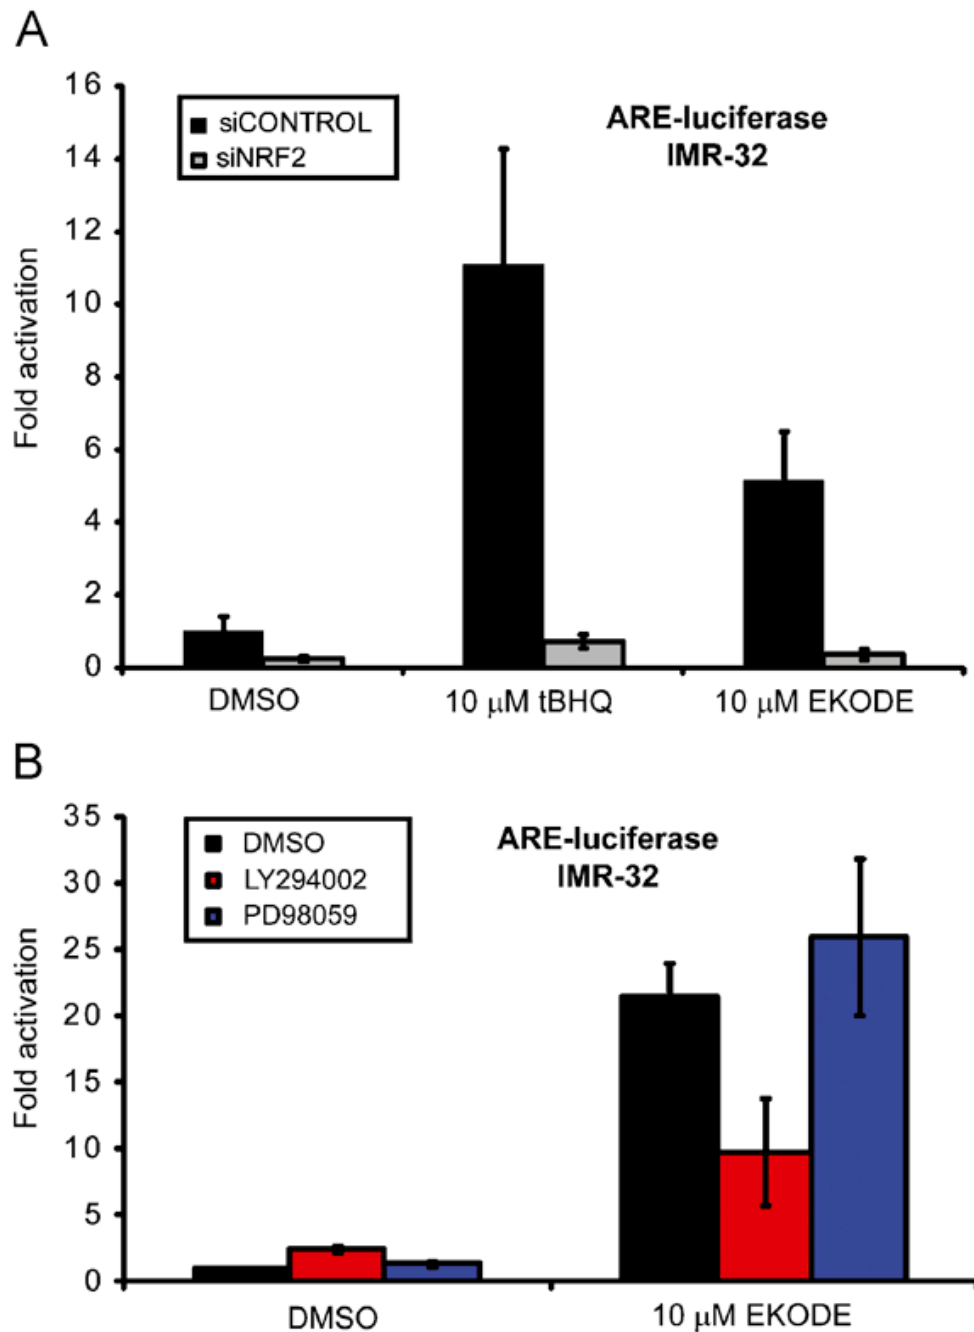 A
16
14
12
10
8
6
4
2
0
Fold activation
siCONTROL
siNRF2
ARE-luciferase
IMR-32
DMSO
10 μM tBHQ
10 μM EKODE
B
35
30
25
20
15
10
5
0
Fold activation
DMSO
LY294002
PD98059
ARE-luciferase
IMR-32
DMSO
10 μM EKODE